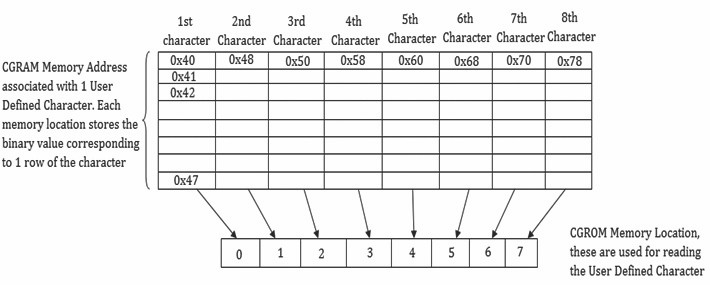 1st 2nd 3rd 4th 5th 6th 7th 8th
character Character Character Character Character Character Character Character
0x40 0x48 0x50 0x58 0x60 0x68 0x70 0x78
0x41
0x42
0x47
CGRAM Memory Address
associated with 1 User
Defined Character. Each
memory location stores the
binary value corresponding
to 1 row of the character
0 1 2 3 4 5 6 7
CGROM Memory Location,
these are used for reading
the User Defined Character